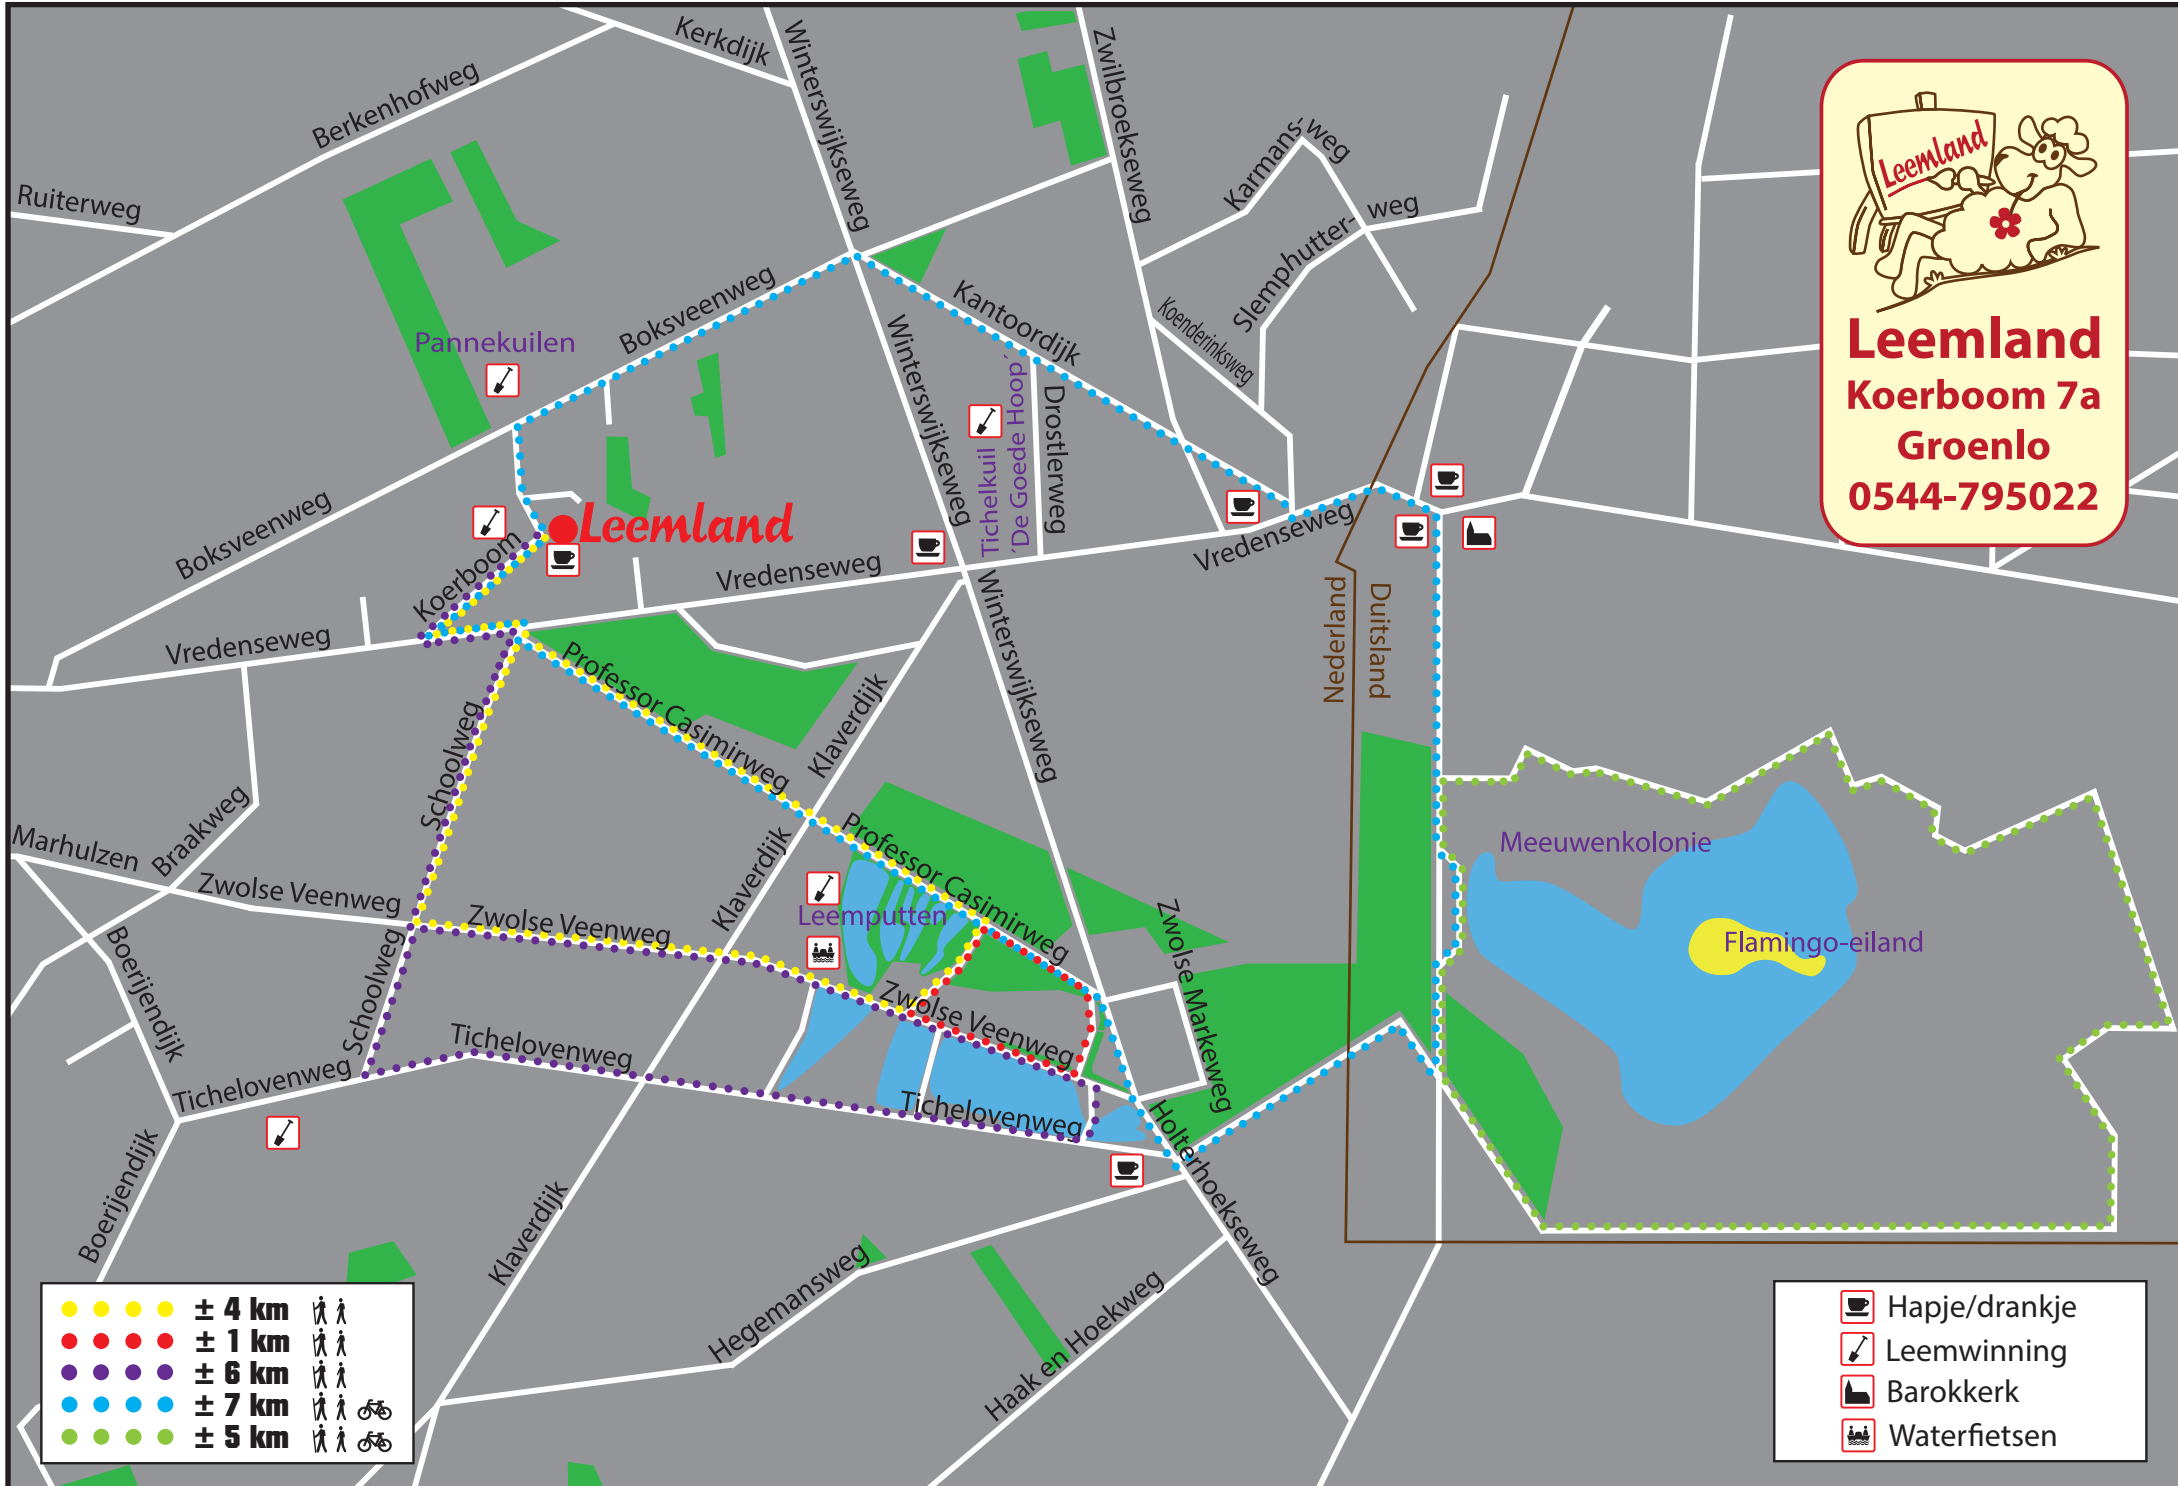 Kerkdijk
Winterswijkseweg
Zwilbroekseweg
Berkenhofweg
Ruiterweg
Karmans-weg
Slemphutter- weg
Leemland
Leemland
Koerboom 7a
Groenlo
0544-795022
Boksveenweg
Kantoordijk
Koenderinksweg
Pannekuilen
Winterswijkseweg
Tichelkuil
‘De Goede Hoop’
Drostlerweg
Boksveenweg
Leemland
Koerboom
Vredenseweg
Vredenseweg
Vredenseweg
Nederland
Duitsland
Winterswijkseweg
Professor Casimirweg
Klaverdijk
Schoolweg
Marhulzen
Braakweg
Zwolse Veenweg
Zwolse Veenweg
Klaverdijk
Professor Casimirweg
Leemputten
Meeuwenkolonie
Flamingo-eiland
Zwolse Markeweg
Boerijendijk
Schoolweg
Zwolse Veenweg
Tichelovenweg
Tichelovenweg
Tichelovenweg
Holterhoekseweg
Boerijendijk
Klaverdijk
Hegemansweg
Haak en Hoekweg
± 4 km
± 1 km
± 6 km
± 7 km
± 5 km
Hapje/drankje
Leemwinning
Barokkerk
Waterfietsen